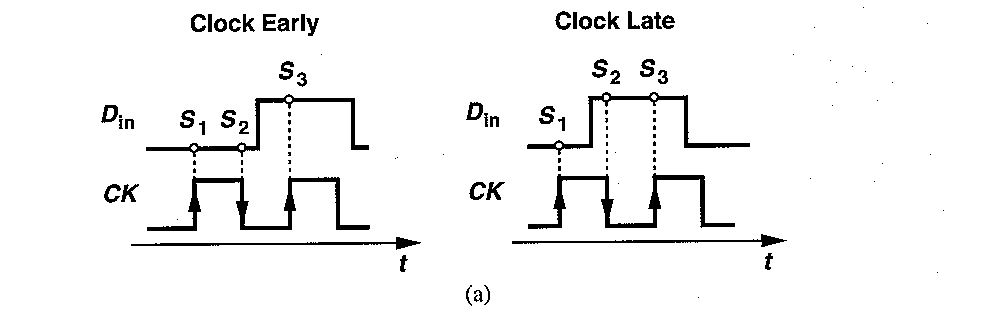 Clock Early
Clock Late
S3
S2 S3
Din S1 S2
Din S1
CK
CK
t
t
(a)